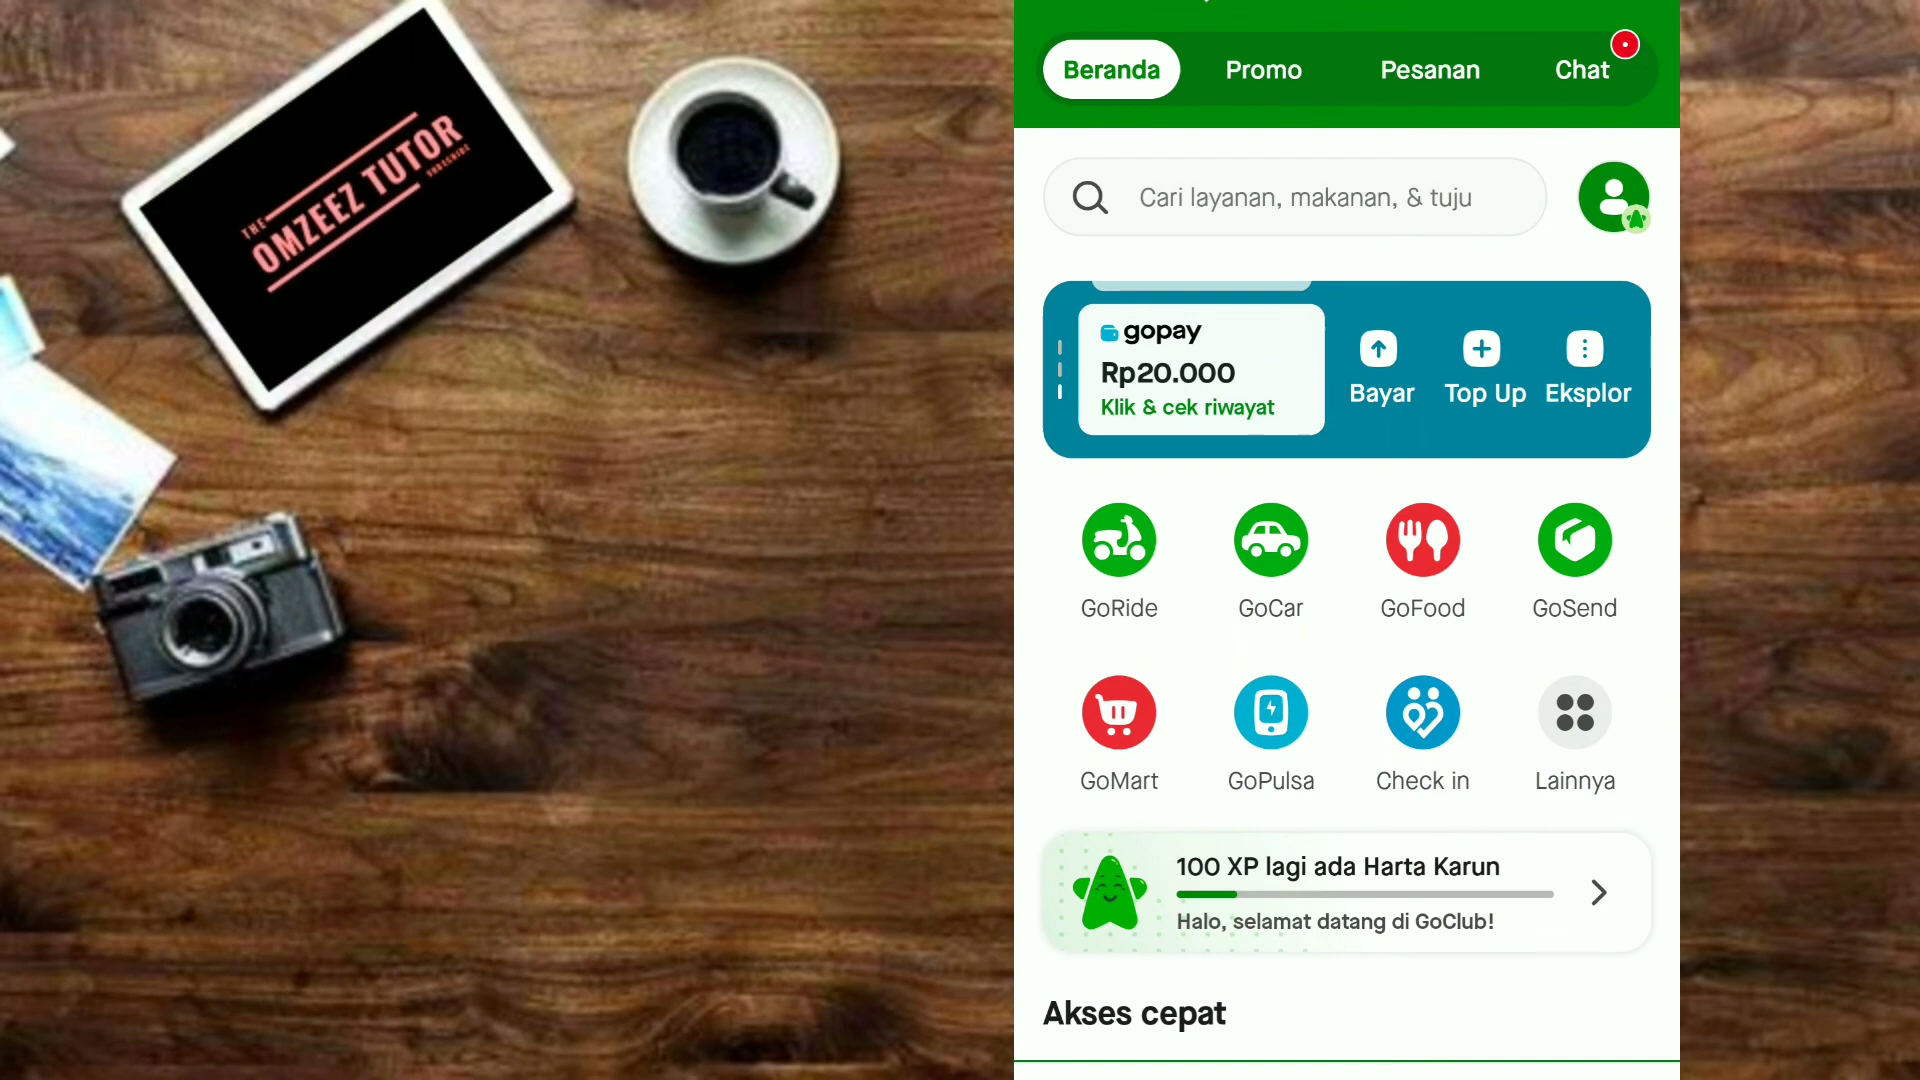 THE
OMZEEZ TUTOR
SUBSCRIBE
Beranda
Promo
Pesanan
Chat
Cari layanan, makanan, & tuju
gopay
Rp20.000
Klik & cek riwayat
Bayar
Top Up
Eksplor
GoRide
GoCar
GoFood
GoSend
GoMart
GoPulsa
Check in
Lainnya
100 XP lagi ada Harta Karun
Halo, selamat datang di GoClub!
Akses cepat